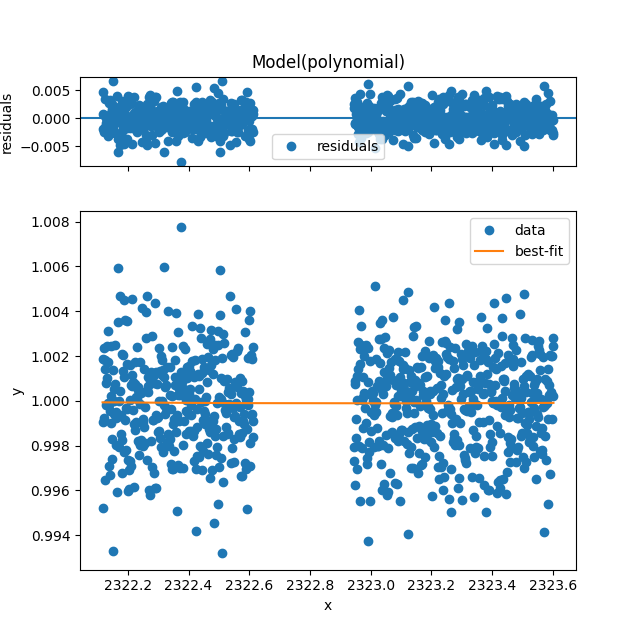 Model(polynomial)
0.005
0.000
−0.005
residuals
residuals
1.008
1.006
1.004
1.002
1.000
0.998
0.996
0.994
y
data
best-fit
2322.2 2322.4 2322.6 2322.8 2323.0 2323.2 2323.4 2323.6
x